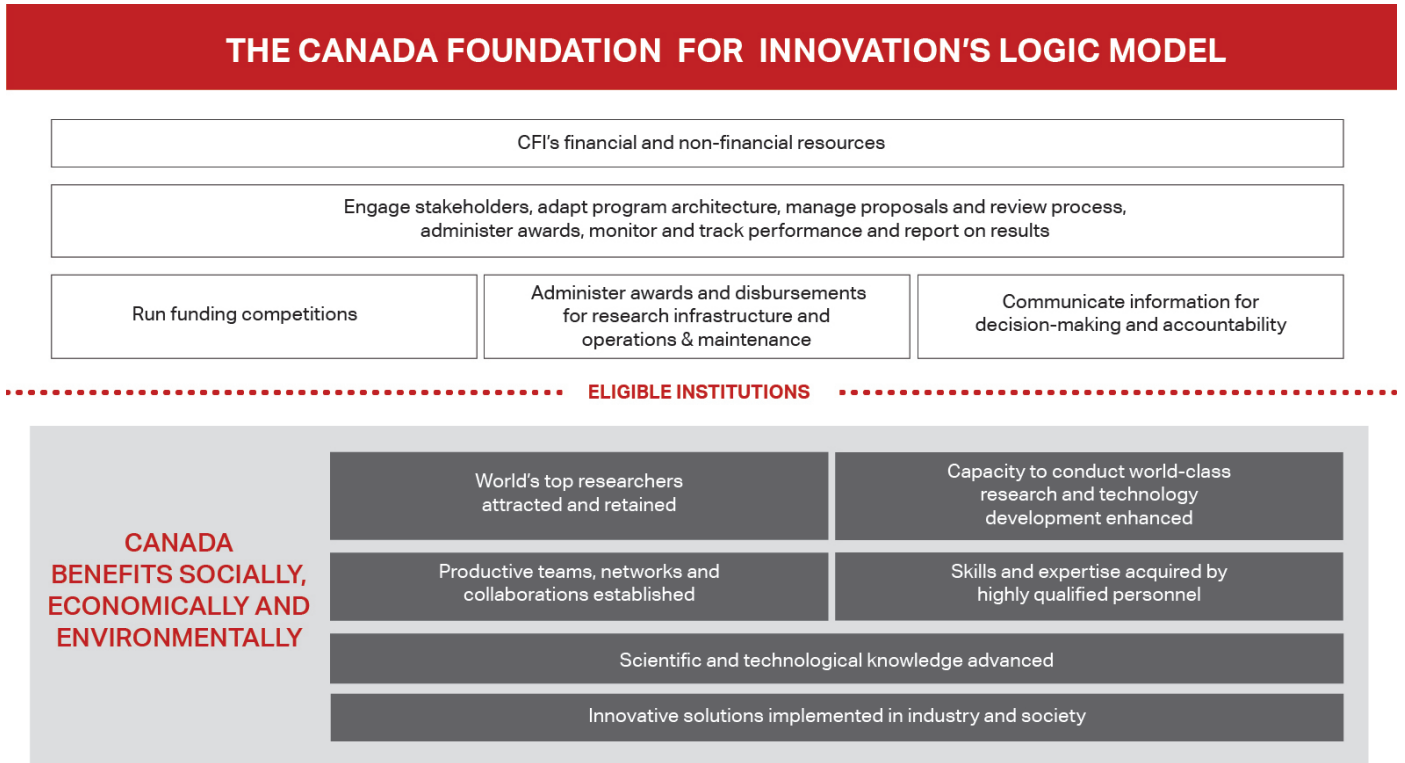 THE CANADA FOUNDATION FOR INNOVATION'S LOGIC MODEL
CFI's financial and non-financial resources
Engage stakeholders, adapt program architecture, manage proposals and review process,
administer awards, monitor and track performance and report on results
Run funding competitions
Administer awards and disbursements
for research infrastructure and
operations & maintenance
Communicate information for
decision-making and accountability
ELIGIBLE INSTITUTIONS
CANADA
BENEFITS SOCIALLY,
ECONOMICALLY AND
ENVIRONMENTALLY
World's top researchers
attracted and retained
Capacity to conduct world-class
research and technology
development enhanced
Productive teams, networks and
collaborations established
Skills and expertise acquired by
highly qualified personnel
Scientific and technological knowledge advanced
Innovative solutions implemented in industry and society